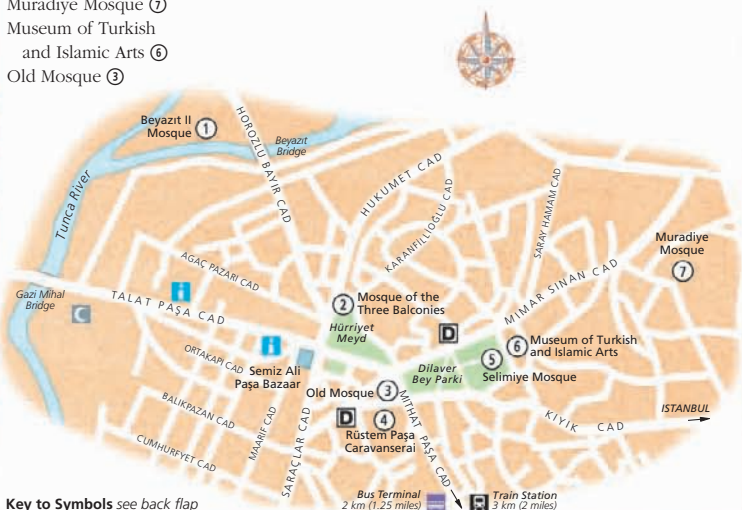 Muradiye Mosque ⑦
Museum of Turkish
and Islamic Arts ⑥
Old Mosque ③
Beyazıt II
Mosque ①
HOROZLU BAYIR CAD
Beyazıt
Bridge
Tunca River
HUKUMET CAD
KARANFILLIOĞLU CAD
SARAY HAMAM CAD
Muradiye
Mosque
⑦
AGAÇ PAZARI CAD
MIMAR SINAN CAD
Gazi Mihal
Bridge
TALAT PAŞA CAD
② Mosque of the
Three Balconies
Hürriyet
Meyd
D
⑥ Museum of Turkish
and Islamic Arts
⑤
Selimiye Mosque
ORTAKAPI CAD
Semiz Ali
Paşa Bazaar
Dilaver
Bey Parki
Old Mosque ③
BALIKPAZAN CAD
MAARIF CAD
SARAÇLAR CAD
D
④
Rüstem Paşa
Caravanserai
MITHAT PAŞA CAD
KIYIK CAD
ISTANBUL
CUMHURFYET CAD
Key to Symbols see back flap
Bus Terminal
2 km (1.25 miles)
Train Station
3 km (2 miles)